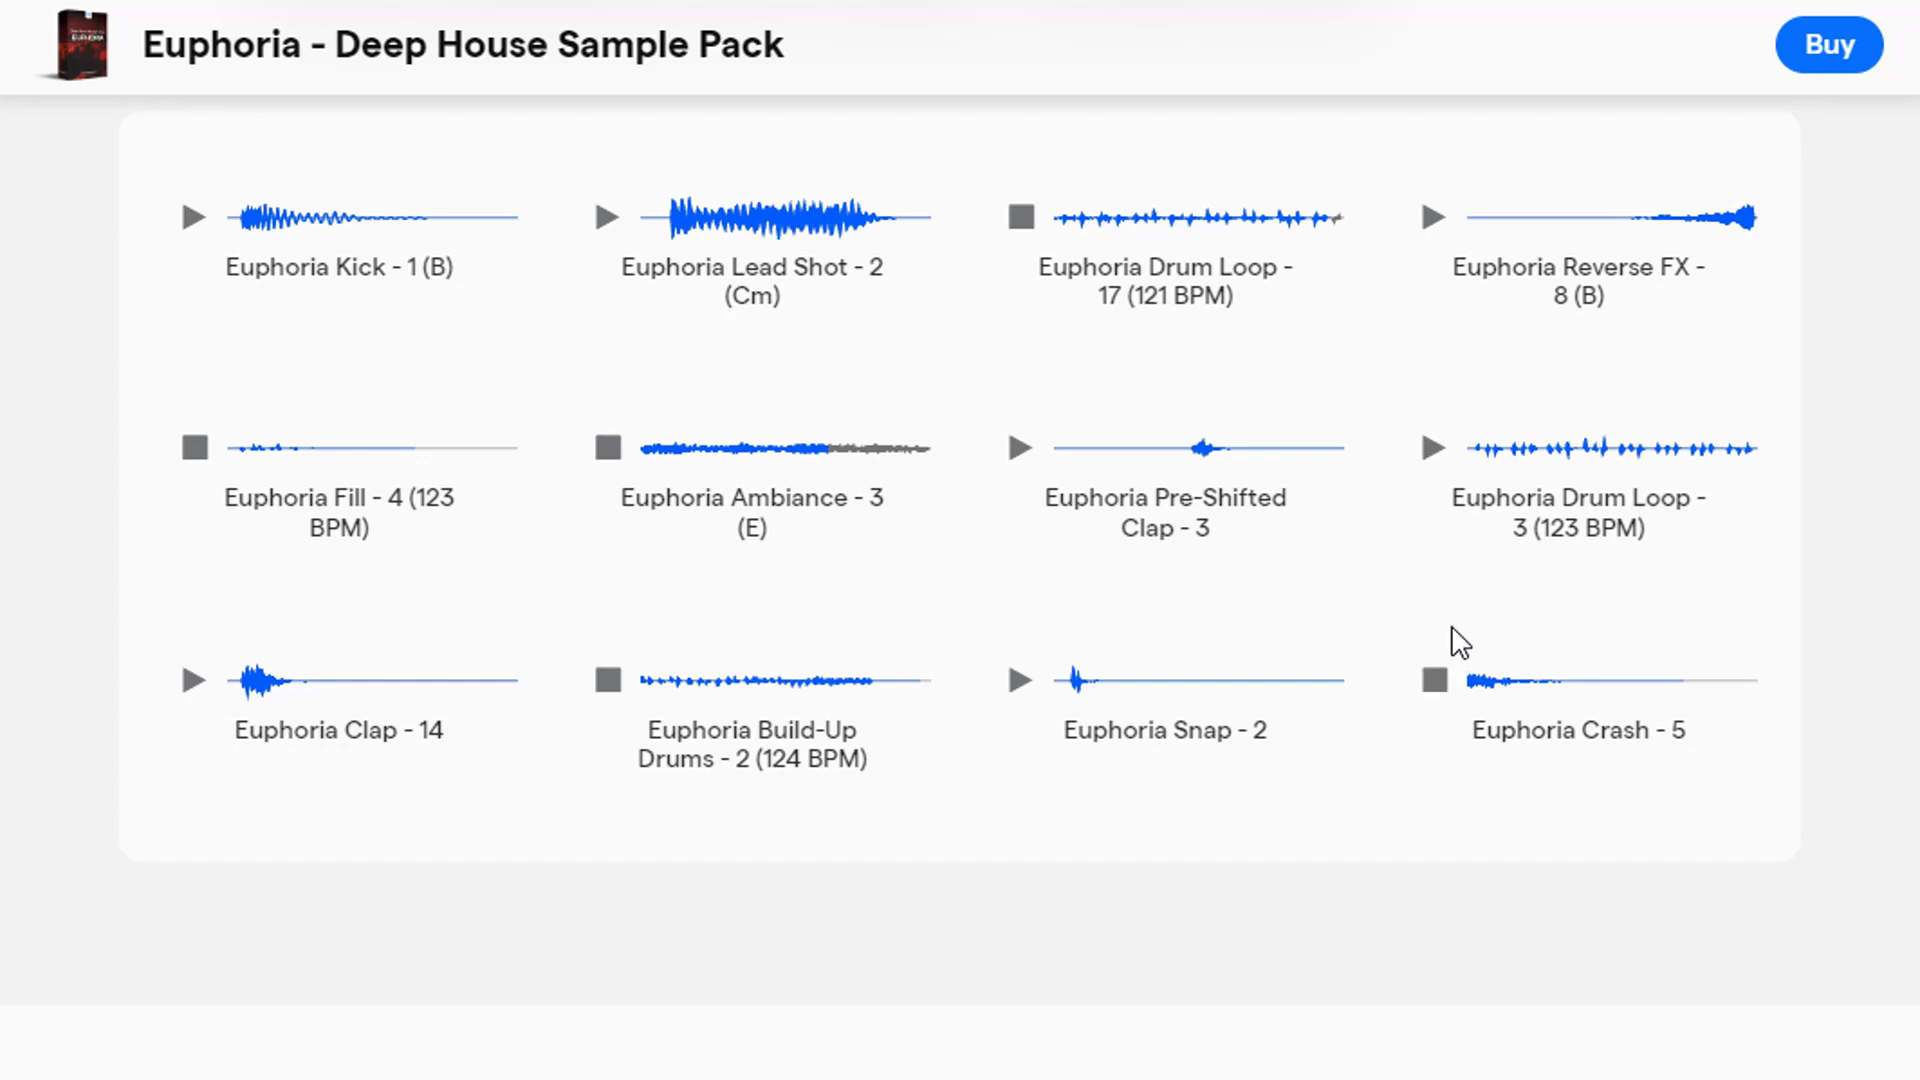 Euphoria - Deep House Sample Pack
Buy
Euphoria Kick - 1 (B)
Euphoria Lead Shot - 2
(Cm)
Euphoria Drum Loop -
17 (121 BPM)
Euphoria Reverse FX -
8 (B)
Euphoria Fill - 4 (123
BPM)
Euphoria Ambiance - 3
(E)
Euphoria Pre-Shifted
Clap - 3
Euphoria Drum Loop -
3 (123 BPM)
Euphoria Clap - 14
Euphoria Build-Up
Drums - 2 (124 BPM)
Euphoria Snap - 2
Euphoria Crash - 5